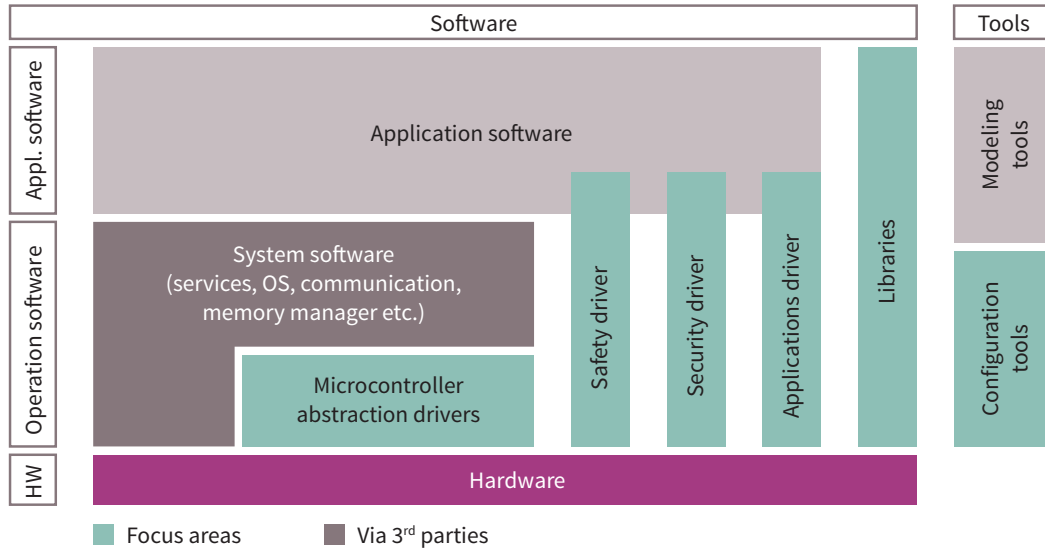 Software
Tools
Appl. software
Application software
Modeling
tools
Operation software
System software
(services, OS, communication,
memory manager etc.)
Microcontroller
abstraction drivers
Safety driver
Security driver
Applications driver
Libraries
Configuration
tools
HW
Hardware
Focus areas
Via 3rd parties